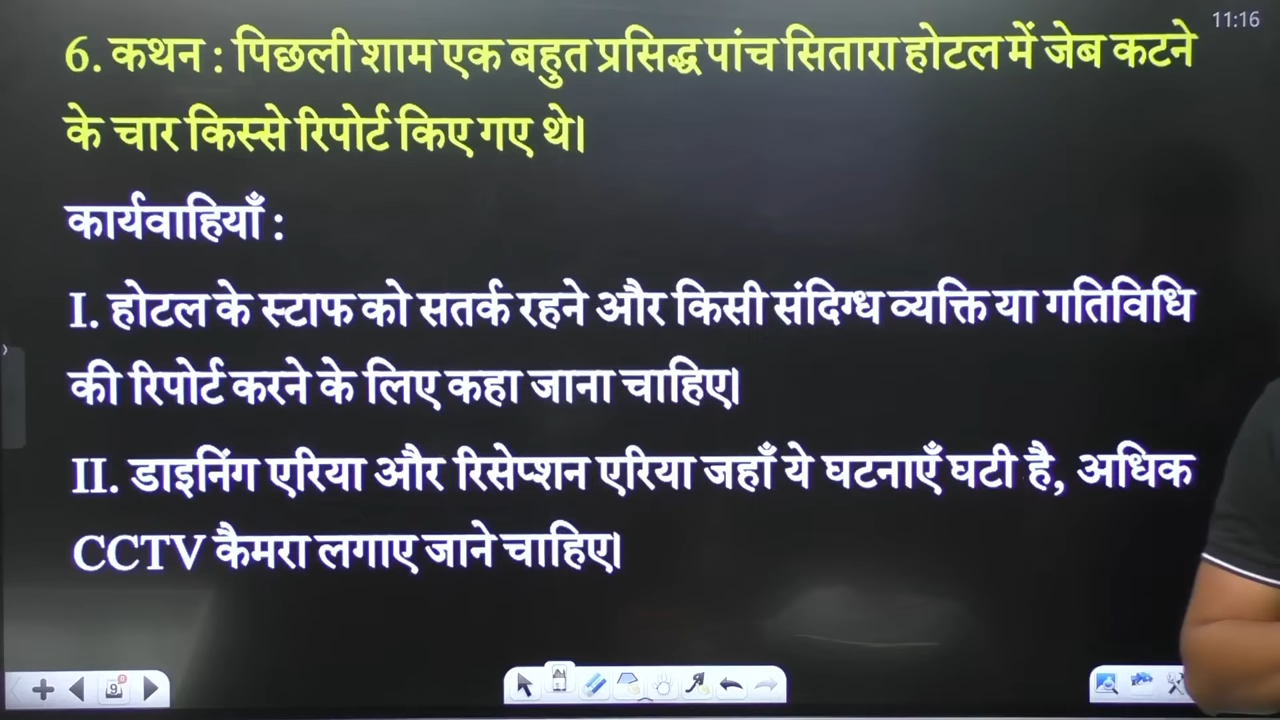 11:16
6. कथन : पिछली शाम एक बहुत प्रसिद्ध पांच सितारा होटल में जेब कटने
के चार किस्से रिपोर्ट किए गए थे।
कार्यवाहियाँ :
I. होटल के स्टाफ को सतर्क रहने और किसी संदिग्ध व्यक्ति या गतिविधि
की रिपोर्ट करने के लिए कहा जाना चाहिए।
II. डाइनिंग एरिया और रिसेप्शन एरिया जहाँ ये घटनाएँ घटी है, अधिक
CCTV कैमरा लगाए जाने चाहिए।
9